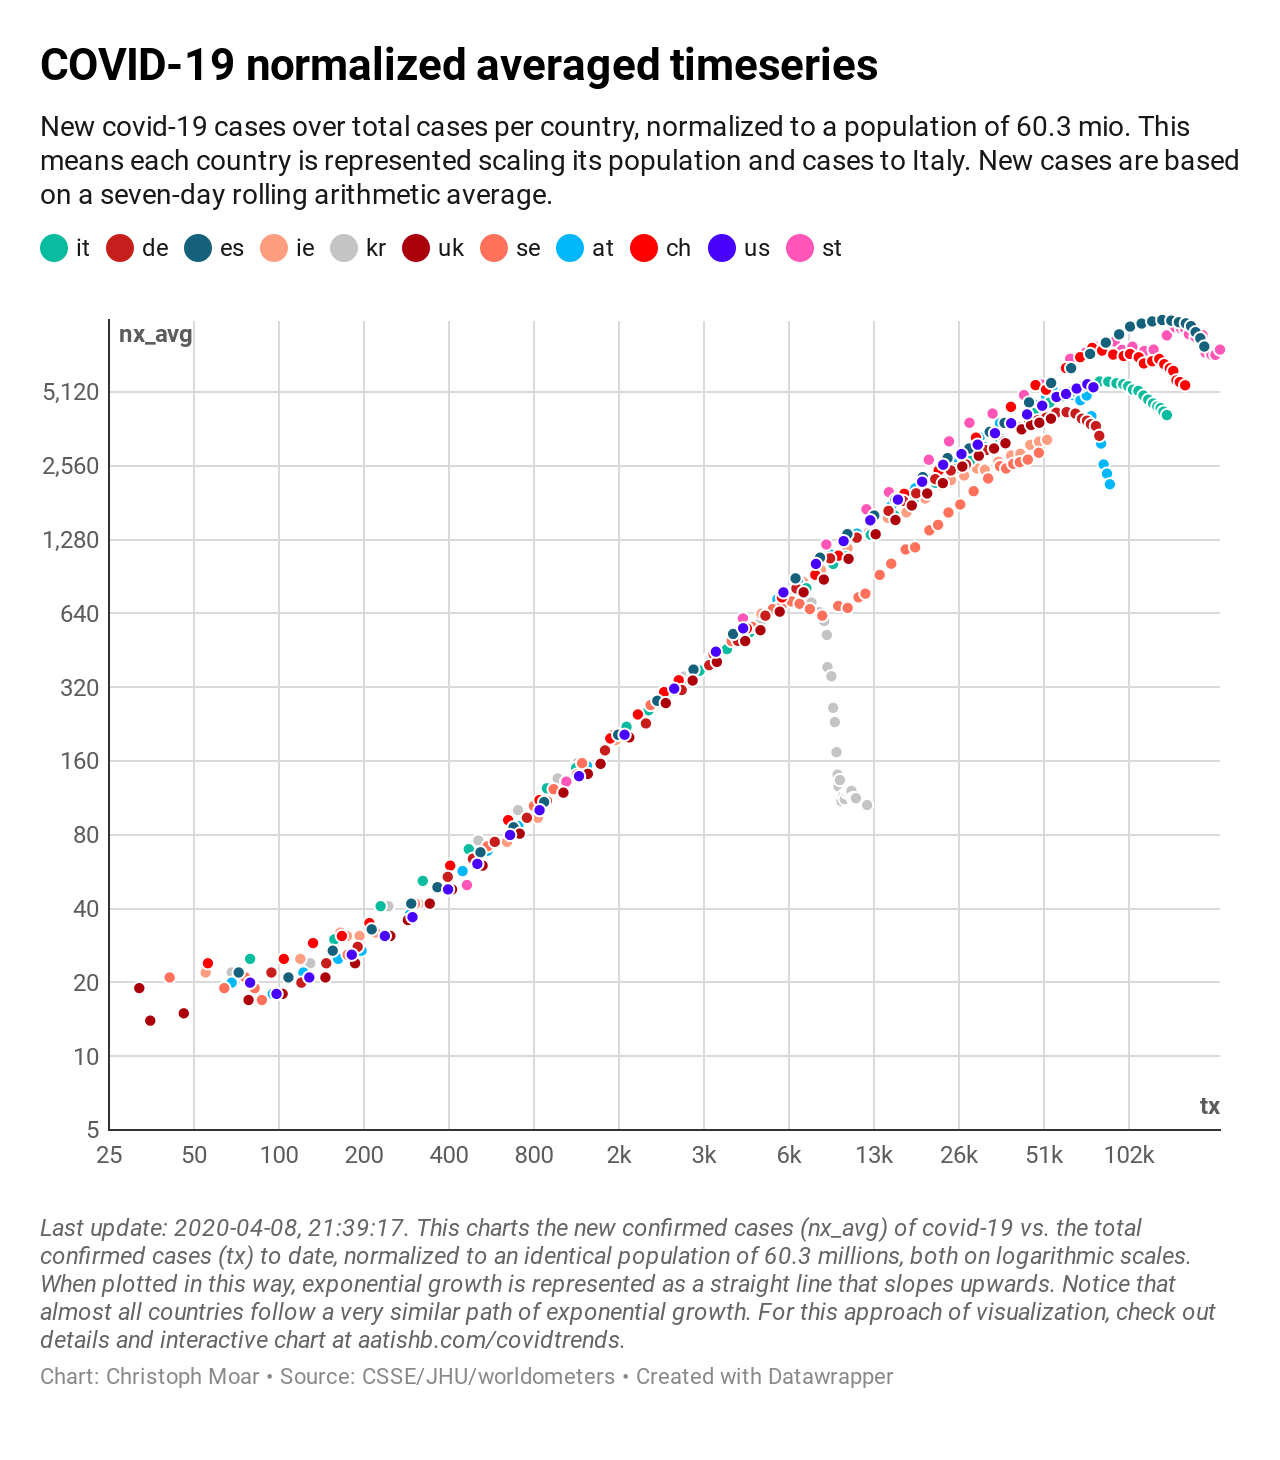 COVID-19 normalized averaged timeseries
New covid-19 cases over total cases per country, normalized to a population of 60.3 mio. This
means each country is represented scaling its population and cases to Italy. New cases are based
on a seven-day rolling arithmetic average.
it de es ie kr uk se at ch us st
nx_avg
5,120
2,560
1,280
640
320
160
80
40
20
10
5
tx
25 50 100 200 400 800 2k 3k 6k 13k 26k 51k 102k
Last update: 2020-04-08, 21:39:17. This charts the new confirmed cases (nx_avg) of covid-19 vs. the total
confirmed cases (tx) to date, normalized to an identical population of 60.3 millions, both on logarithmic scales.
When plotted in this way, exponential growth is represented as a straight line that slopes upwards. Notice that
almost all countries follow a very similar path of exponential growth. For this approach of visualization, check out
details and interactive chart at aatishb.com/covidtrends.
Chart: Christoph Moar • Source: CSSE/JHU/worldometers • Created with Datawrapper